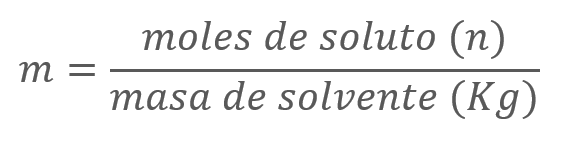 m = moles de soluto (n)
masa de solvente (Kg)